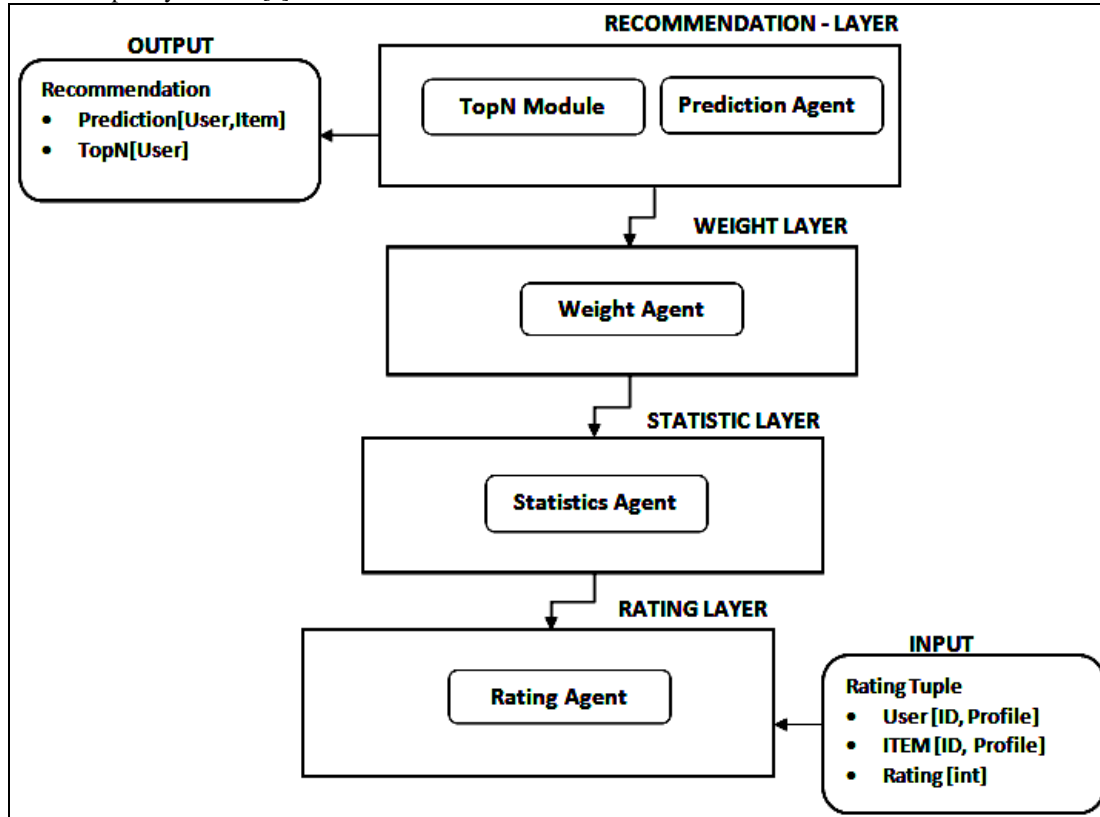 RECOMMENDATION - LAYER
OUTPUT
Recommendation
• Prediction[User,Item]
• TopN[User]
TopN Module
Prediction Agent
WEIGHT LAYER
Weight Agent
STATISTIC LAYER
Statistics Agent
RATING LAYER
Rating Agent
INPUT
Rating Tuple
• User [ID, Profile]
• ITEM [ID, Profile]
• Rating [int]